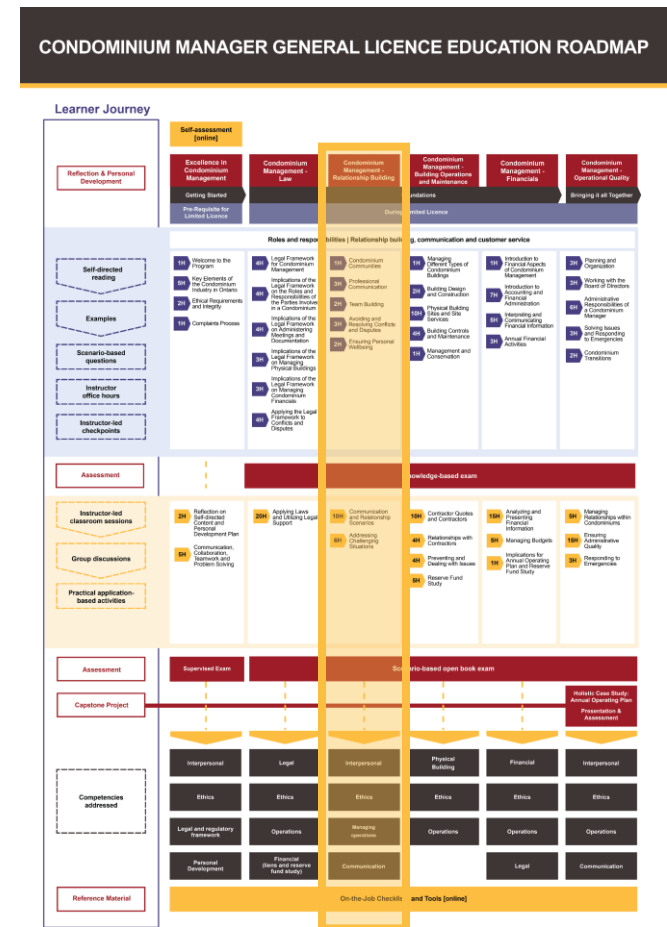 CONDOMINIUM MANAGER GENERAL LICENCE EDUCATION ROADMAP
Learner Journey
Self-assessment
[online]
Reflection & Personal
Development
Excellence in
Condominium
Management
Condominium
Management -
Law
Condominium
Management -
Relationship Building
Condominium
Management -
Building Operations
and Maintenance
Condominium
Management -
Financials
Condominium
Management -
Operational Quality
Getting Started
undations
Bringing it all Together
Pre-Requisite for
Limited Licence
During
mited Licence
Roles and respon
bilities | Relationship buil
g, communication and customer service
Self-directed
reading
Examples
Scenario-based
questions
Instructor
office hours
Instructor-led
checkpoints
1H Welcome to the
Program
5H Key Elements of
the Condominium
Industry in Ontario
2H Ethical Requirements
and Integrity
1H Complaints Process
4H Legal Framework
for Condominium
Management
4H Implications of the
Legal Framework
on the Roles and
Responsibilities of
the Parties Involved
in a Condominium
4H Implications of the
Legal Framework
on Administering
Meetings and
Documentation
3H Implications of the
Legal Framework
on Managing
Physical Buildings
3H Implications of the
Legal Framework
on Managing
Condominium
Financials
4H Applying the Legal
Framework to
Conflicts and
Disputes
1H Condominium
Communities
3H Professional
Communication
2H Team Building
3H Avoiding and
Resolving Conflicts
and Disputes
2H Ensuring Personal
Wellbeing
1H Managing
Different Types of
Condominium
Buildings
2H Building Design
and Construction
10H Physical Building
Sites and Site
Services
4H Building Controls
and Maintenance
1H Management and
Conservation
1H Introduction to
Financial Aspects
of Condominium
Management
7H Introduction to
Accounting and
Financial
Administration
5H Interpreting and
Communicating
Financial Information
3H Annual Financial
Activities
3H Planning and
Organization
3H Working with the
Board of Directors
6H Administrative
Responsibilities of
a Condominium
Manager
3H Solving Issues
and Responding
to Emergencies
2H Condominium
Transitions
Assessment
nowledge-based exam
Instructor-led
classroom sessions
Group discussions
Practical application-
based activities
2H Reflection on
Self-directed
Content and
Personal
Development Plan
5H Communication,
Collaboration,
Teamwork and
Problem Solving
25H Applying Laws
and Utilizing Legal
Support
Communication
and Relationship
Scenarios
Addressing
Challenging
Situations
10H Contractor Quotes
and Contractors
4H Relationships with
Contractors
4H Preventing and
Dealing with Issues
5H Reserve Fund
Study
15H Analyzing and
Presenting
Financial
Information
5H Managing Budgets
1H Implications for
Annual Operating
Plan and Reserve
Fund Study
5H Managing
Relationships within
Condominiums
15H Ensuring
Administrative
Quality
3H Responding to
Emergencies
Assessment
Supervised Exam
Scenario-based open book exam
Capstone Project
Holistic Case Study:
Annual Operating Plan
Presentation &
Assessment
Competencies
addressed
Interpersonal
Legal
Interpersonal
Physical
Building
Financial
Interpersonal
Ethics
Ethics
Ethics
Ethics
Ethics
Ethics
Legal and regulatory
framework
Operations
Managing
operations
Operations
Operations
Operations
Personal
Development
Financial
(liens and reserve
fund study)
Communication
Legal
Communication
Reference Material
On-the-Job Checklis
and Tools [online]